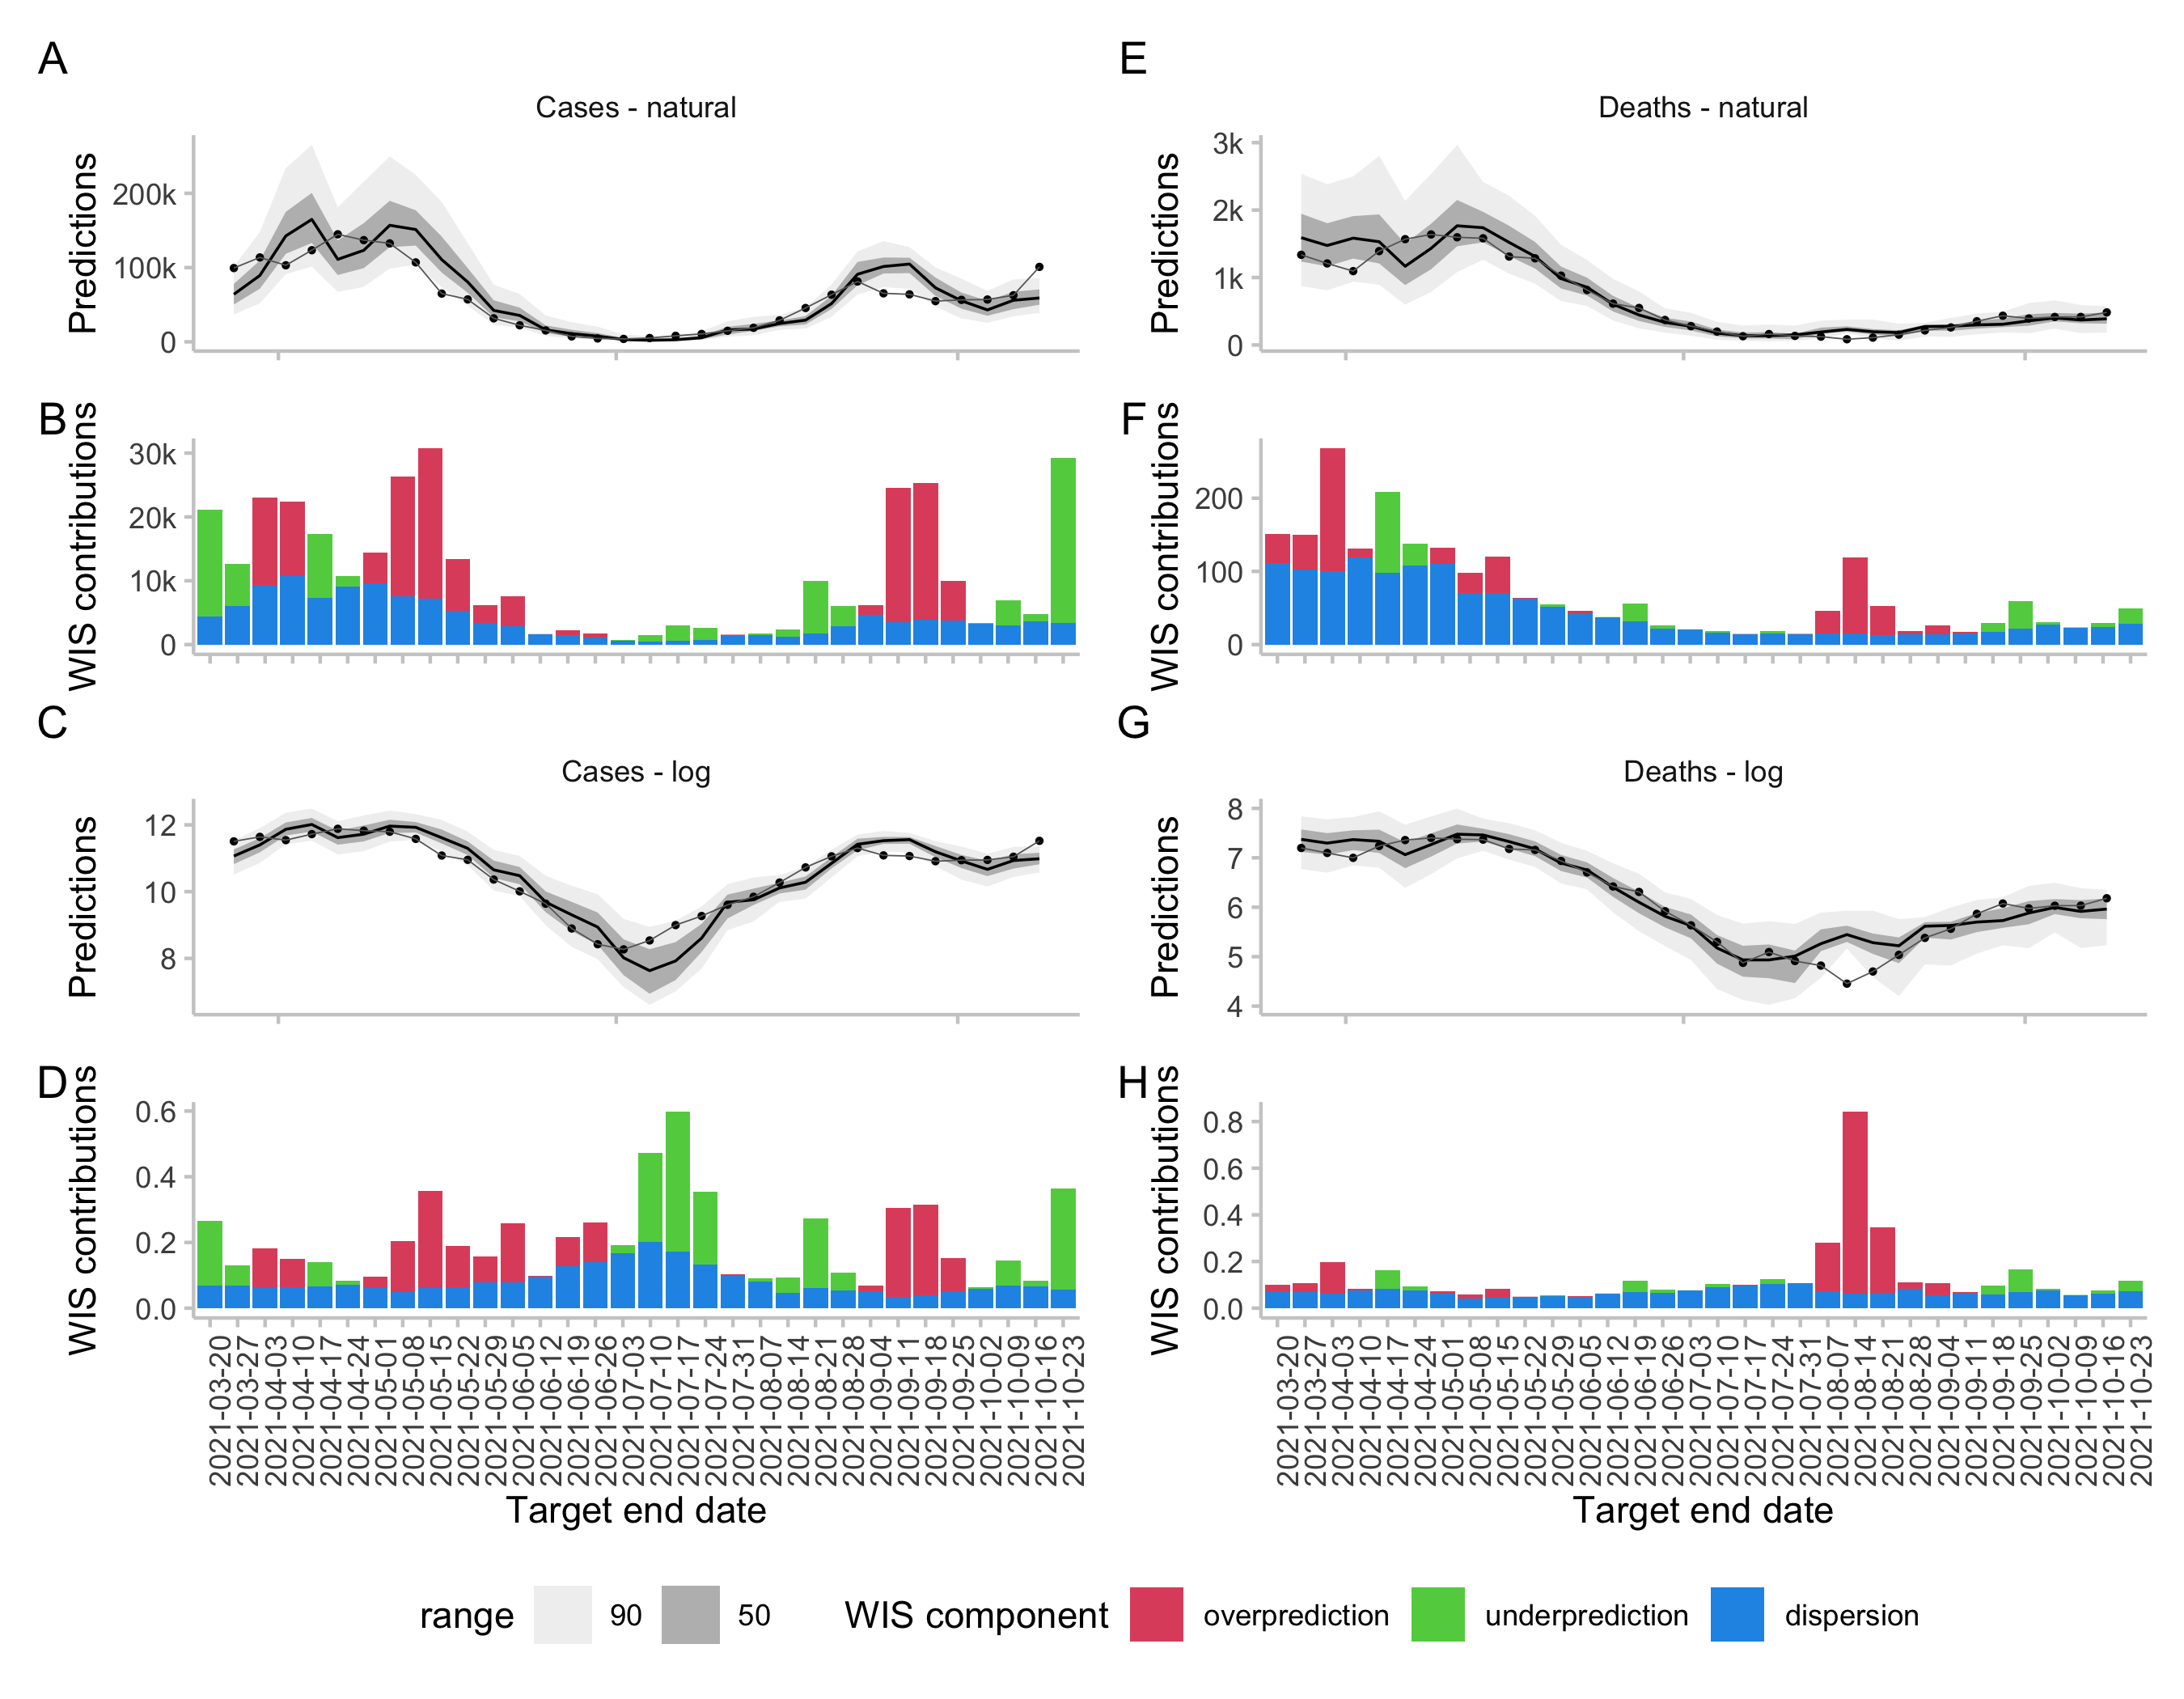 A
Cases - natural
Predictions
200k
100k
0
B
WIS contributions
30k
20k
10k
0
C
Cases - log
Predictions
12
10
8
D
WIS contributions
0.6
0.4
0.2
0.0
2021-03-20
2021-03-27
2021-04-03
2021-04-10
2021-04-17
2021-04-24
2021-05-01
2021-05-08
2021-05-15
2021-05-22
2021-05-29
2021-06-05
2021-06-12
2021-06-19
2021-06-26
2021-07-03
2021-07-10
2021-07-17
2021-07-24
2021-07-31
2021-08-07
2021-08-14
2021-08-21
2021-08-28
2021-09-04
2021-09-11
2021-09-18
2021-09-25
2021-10-02
2021-10-09
2021-10-16
2021-10-23
Target end date
E
Deaths - natural
Predictions
3k
2k
1k
0
F
WIS contributions
200
100
0
G
Deaths - log
Predictions
8
7
6
5
4
H
WIS contributions
0.8
0.6
0.4
0.2
0.0
2021-03-20
2021-03-27
2021-04-03
2021-04-10
2021-04-17
2021-04-24
2021-05-01
2021-05-08
2021-05-15
2021-05-22
2021-05-29
2021-06-05
2021-06-12
2021-06-19
2021-06-26
2021-07-03
2021-07-10
2021-07-17
2021-07-24
2021-07-31
2021-08-07
2021-08-14
2021-08-21
2021-08-28
2021-09-04
2021-09-11
2021-09-18
2021-09-25
2021-10-02
2021-10-09
2021-10-16
2021-10-23
Target end date
range 90 50 WIS component overprediction underprediction dispersion